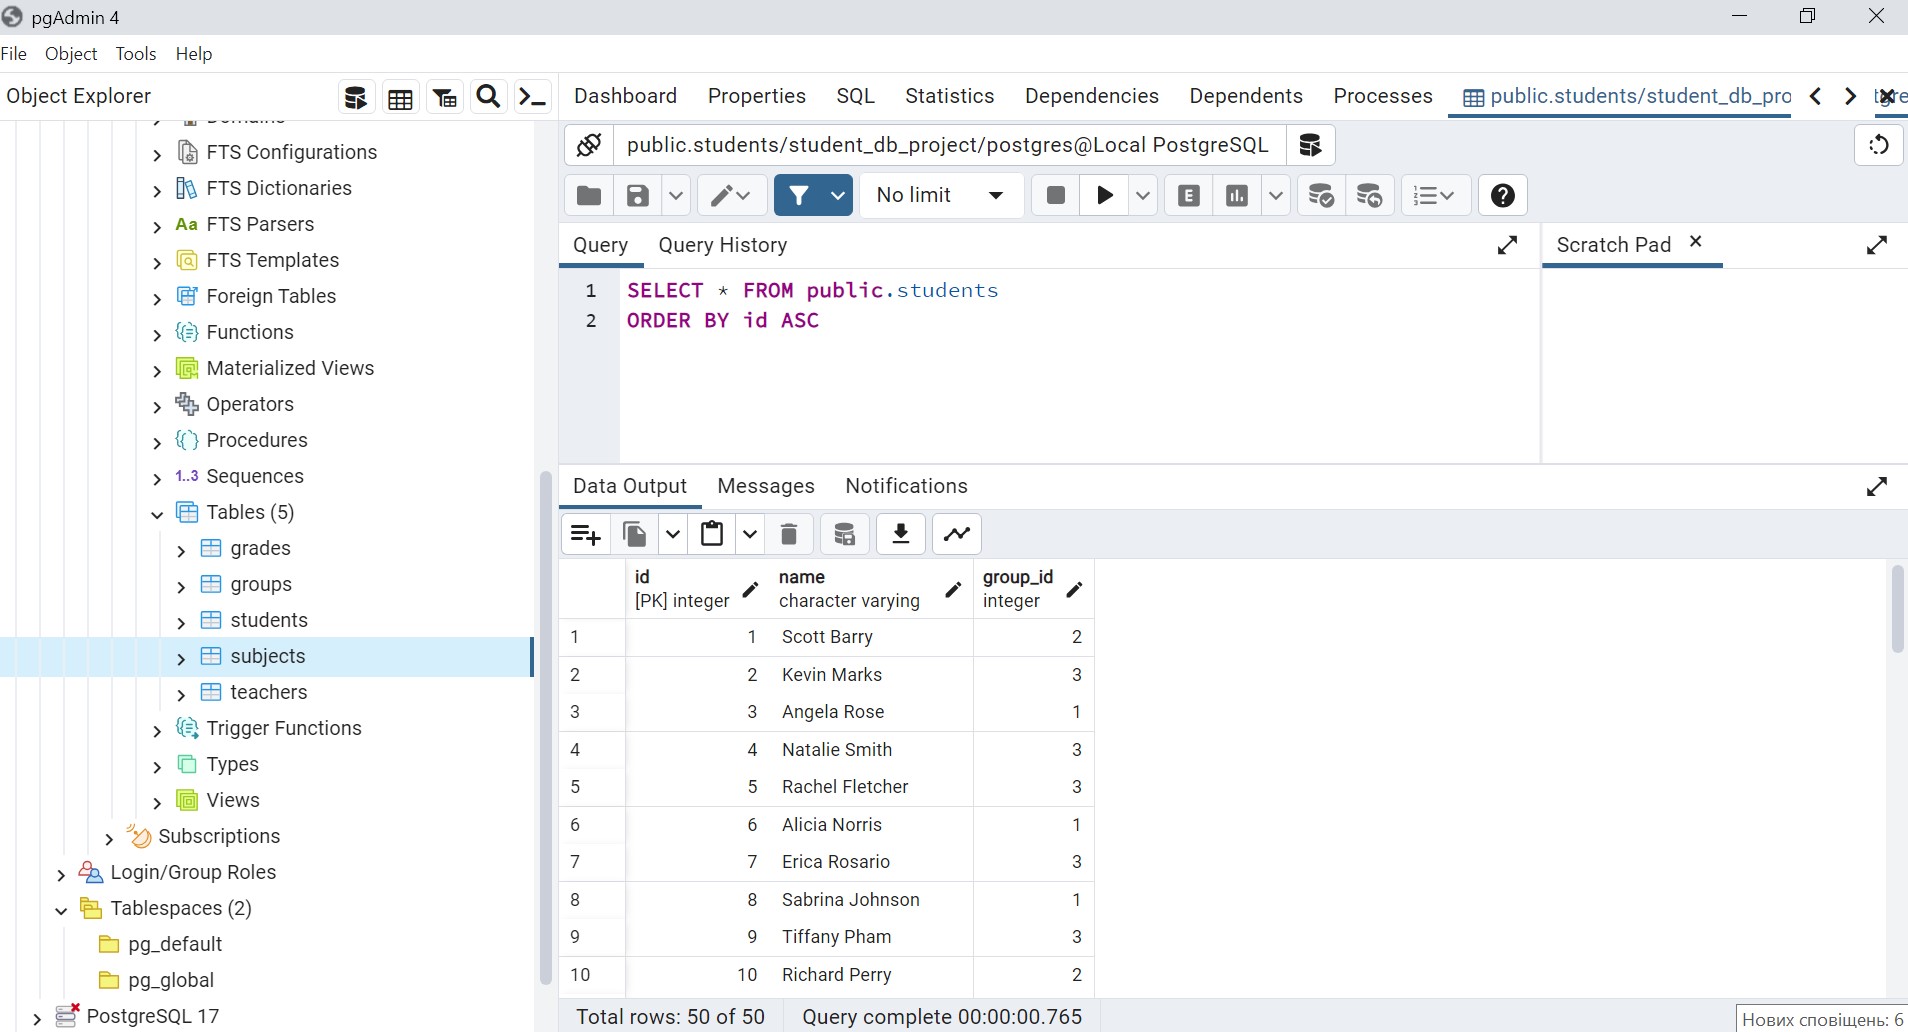 pgAdmin 4
File Object Tools Help
Object Explorer
Dashboard Properties SQL Statistics Dependencies Dependents Processes public.students/student_db_pro
FTS Configurations
FTS Dictionaries
Aa FTS Parsers
FTS Templates
Foreign Tables
Functions
Materialized Views
Operators
Procedures
1..3 Sequences
Tables (5)
grades
groups
students
subjects
teachers
Trigger Functions
Types
Views
Subscriptions
Login/Group Roles
Tablespaces (2)
pg_default
pg_global
PostgreSQL 17
public.students/student_db_project/postgres@Local PostgreSQL
No limit
E
Query Query History
Scratch Pad
1 SELECT * FROM public.students
2 ORDER BY id ASC
Data Output Messages Notifications
id name group_id
[PK] integer character varying integer
1 1 Scott Barry 2
2 2 Kevin Marks 3
3 3 Angela Rose 1
4 4 Natalie Smith 3
5 5 Rachel Fletcher 3
6 6 Alicia Norris 1
7 7 Erica Rosario 3
8 8 Sabrina Johnson 1
9 9 Tiffany Pham 3
10 10 Richard Perry 2
Total rows: 50 of 50 Query complete 00:00:00.765
Нових сповіщень: 6